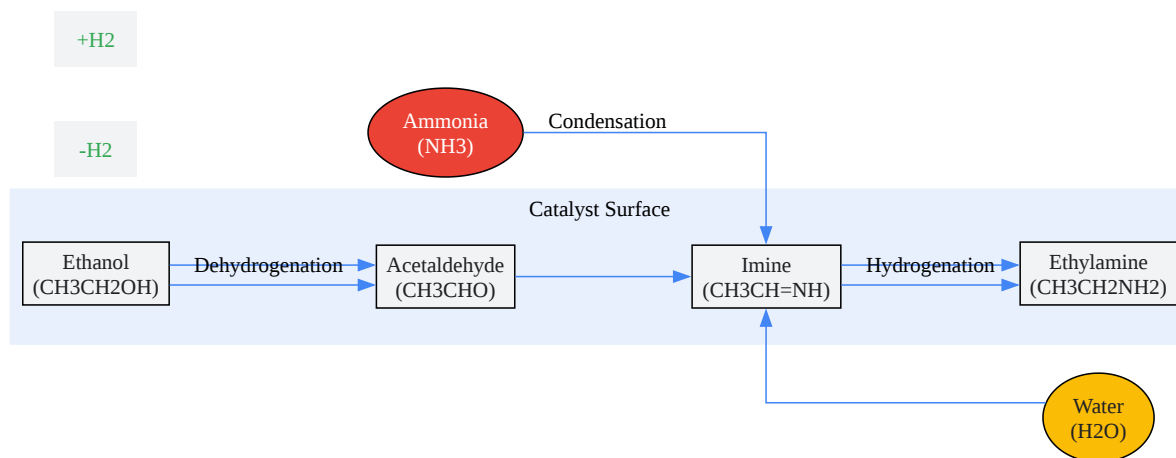 +H2
Ammonia
(NH3)
Condensation
-H2
Catalyst Surface
Ethanol
(CH3CH2OH)
Dehydrogenation
Acetaldehyde
(CH3CHO)
Imine
(CH3CH=NH)
Hydrogenation
Ethylamine
(CH3CH2NH2)
Water
(H2O)